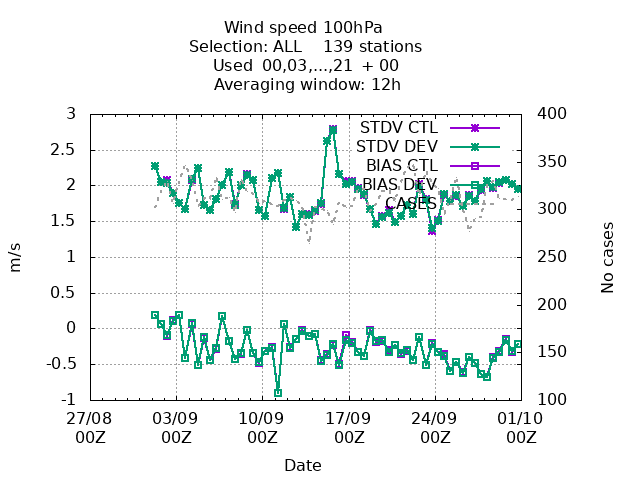 Wind speed 100hPa
Selection: ALL    139 stations
Used  00,03,...,21  + 00
Averaging window: 12h
3
2.5
2
1.5
1
0.5
0
-0.5
-1
400
350
300
250
200
150
100
STDV CTL
STDV DEV
BIAS CTL
BIAS DEV
CASES
m/s
No cases
27/08 03/09 10/09 17/09 24/09 01/10
00Z 00Z 00Z 00Z 00Z 00Z
Date